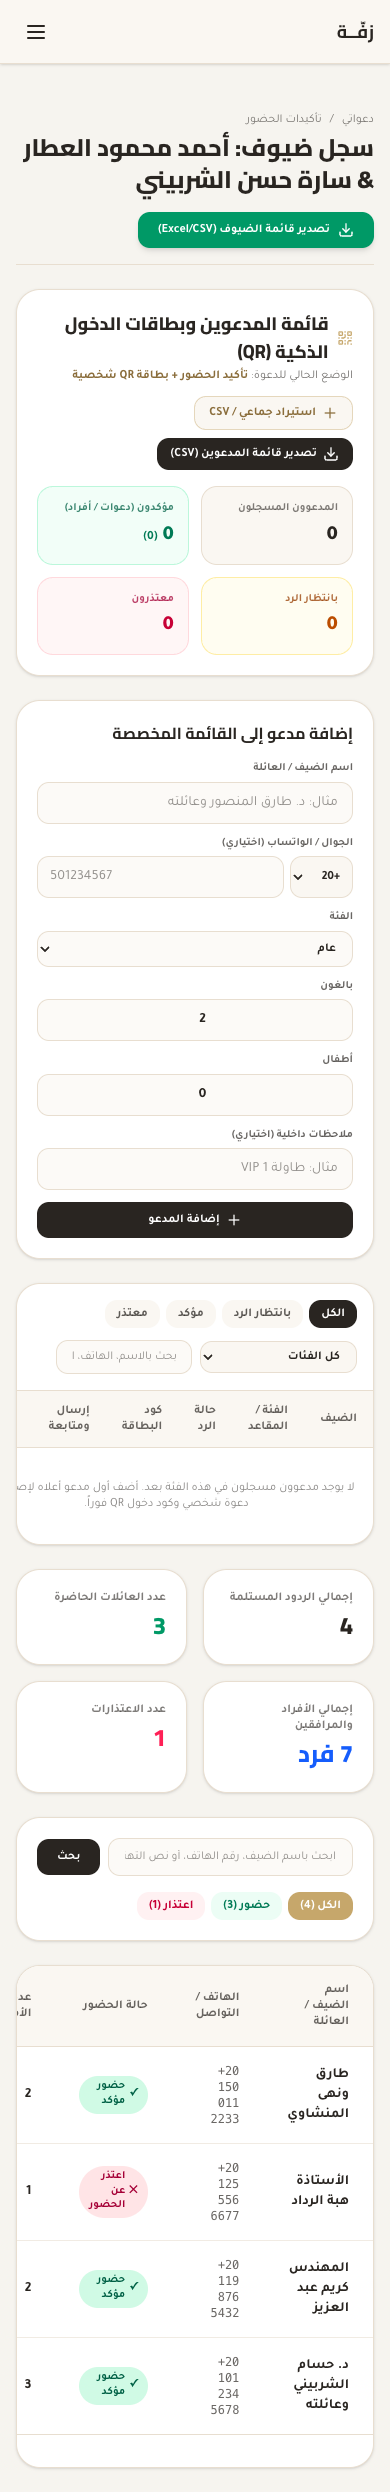 زفّـة
دعواتي / تأكيدات الحضور
سجل ضيوف: أحمد محمود العطار
& سارة حسن الشربيني
تصدير قائمة الضيوف (Excel/CSV)
قائمة المدعوين وبطاقات الدخول
الذكية (QR)
الوضع الحالي للدعوة: تأكيد الحضور + بطاقة QR شخصية
استيراد جماعي / CSV
تصدير قائمة المدعوين (CSV)
المدعوون المسجلون
0
مؤكدون (دعوات / أفراد)
0 (0)
بانتظار الرد
0
معتذرون
0
إضافة مدعو إلى القائمة المخصصة
اسم الضيف / العائلة
مثال: د. طارق المنصور وعائلته
الجوال / الواتساب (اختياري)
+20
501234567
الفئة
عام
بالغون
2
أطفال
0
ملاحظات داخلية (اختياري)
مثال: طاولة VIP 1
إضافة المدعو
الكل
بانتظار الرد
مؤكد
معتذر
كل الفئات
بحث بالاسم، الهاتف، ا
الضيف
الفئة /
المقاعد
حالة
الرد
كود
البطاقة
إرسال
ومتابعة
لا يوجد مدعوون مسجلون في هذه الفئة بعد. أضف أول مدعو أعلاه لإص
دعوة شخصي وكود دخول QR فوراً.
إجمالي الردود المستلمة
4
عدد العائلات الحاضرة
3
إجمالي الأفراد
والمرافقين
7 فرد
عدد الاعتذارات
1
ابحث باسم الضيف، رقم الهاتف، أو نص الته
بحث
الكل (4)
حضور (3)
اعتذار (1)
اسم
الضيف /
العائلة
الهاتف /
التواصل
حالة الحضور
عد
الأف
طارق
ونهى
المنشاوي
+20
150
011
2233
✓ حضور
مؤكد
2
الأستاذة
هبة الرداد
+20
125
556
6677
✕ اعتذر
عن
الحضور
1
المهندس
كريم عبد
العزيز
+20
119
876
5432
✓ حضور
مؤكد
2
د. حسام
الشربيني
وعائلته
+20
101
234
5678
✓ حضور
مؤكد
3